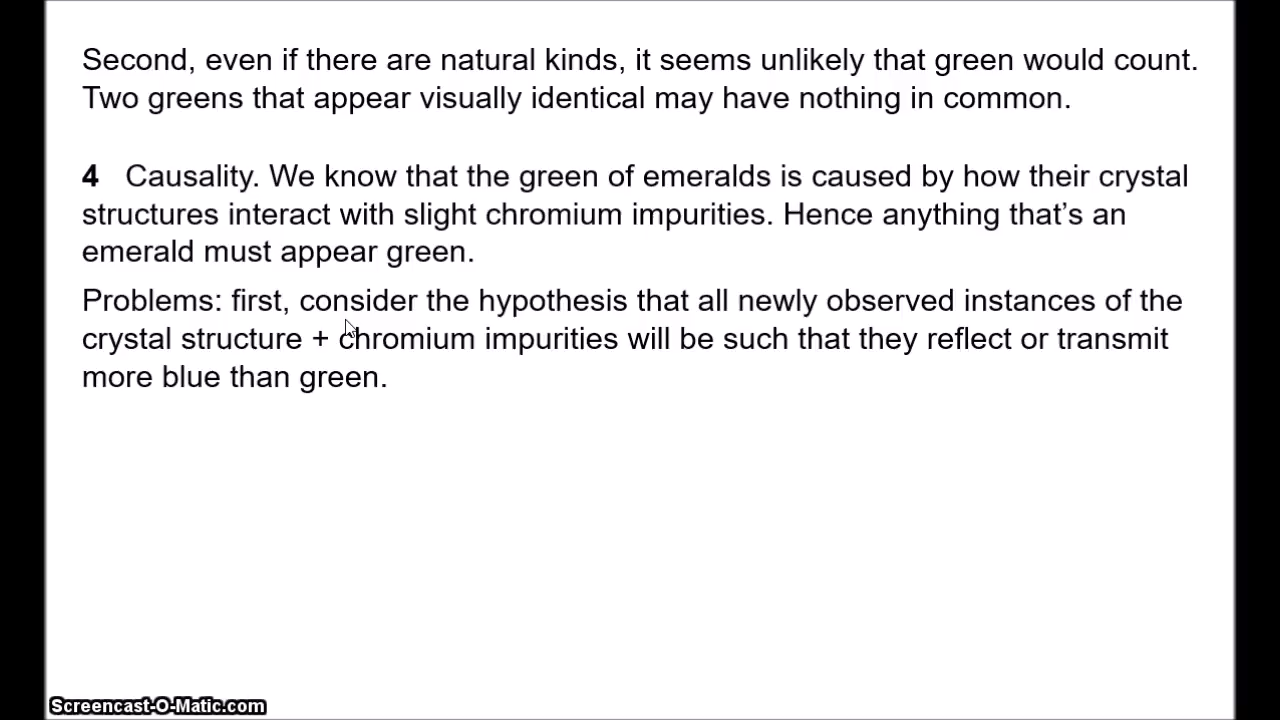 Second, even if there are natural kinds, it seems unlikely that green would count.
Two greens that appear visually identical may have nothing in common.
4 Causality. We know that the green of emeralds is caused by how their crystal
structures interact with slight chromium impurities. Hence anything that’s an
emerald must appear green.
Problems: first, consider the hypothesis that all newly observed instances of the
crystal structure + chromium impurities will be such that they reflect or transmit
more blue than green.
Screencast-O-Matic.com